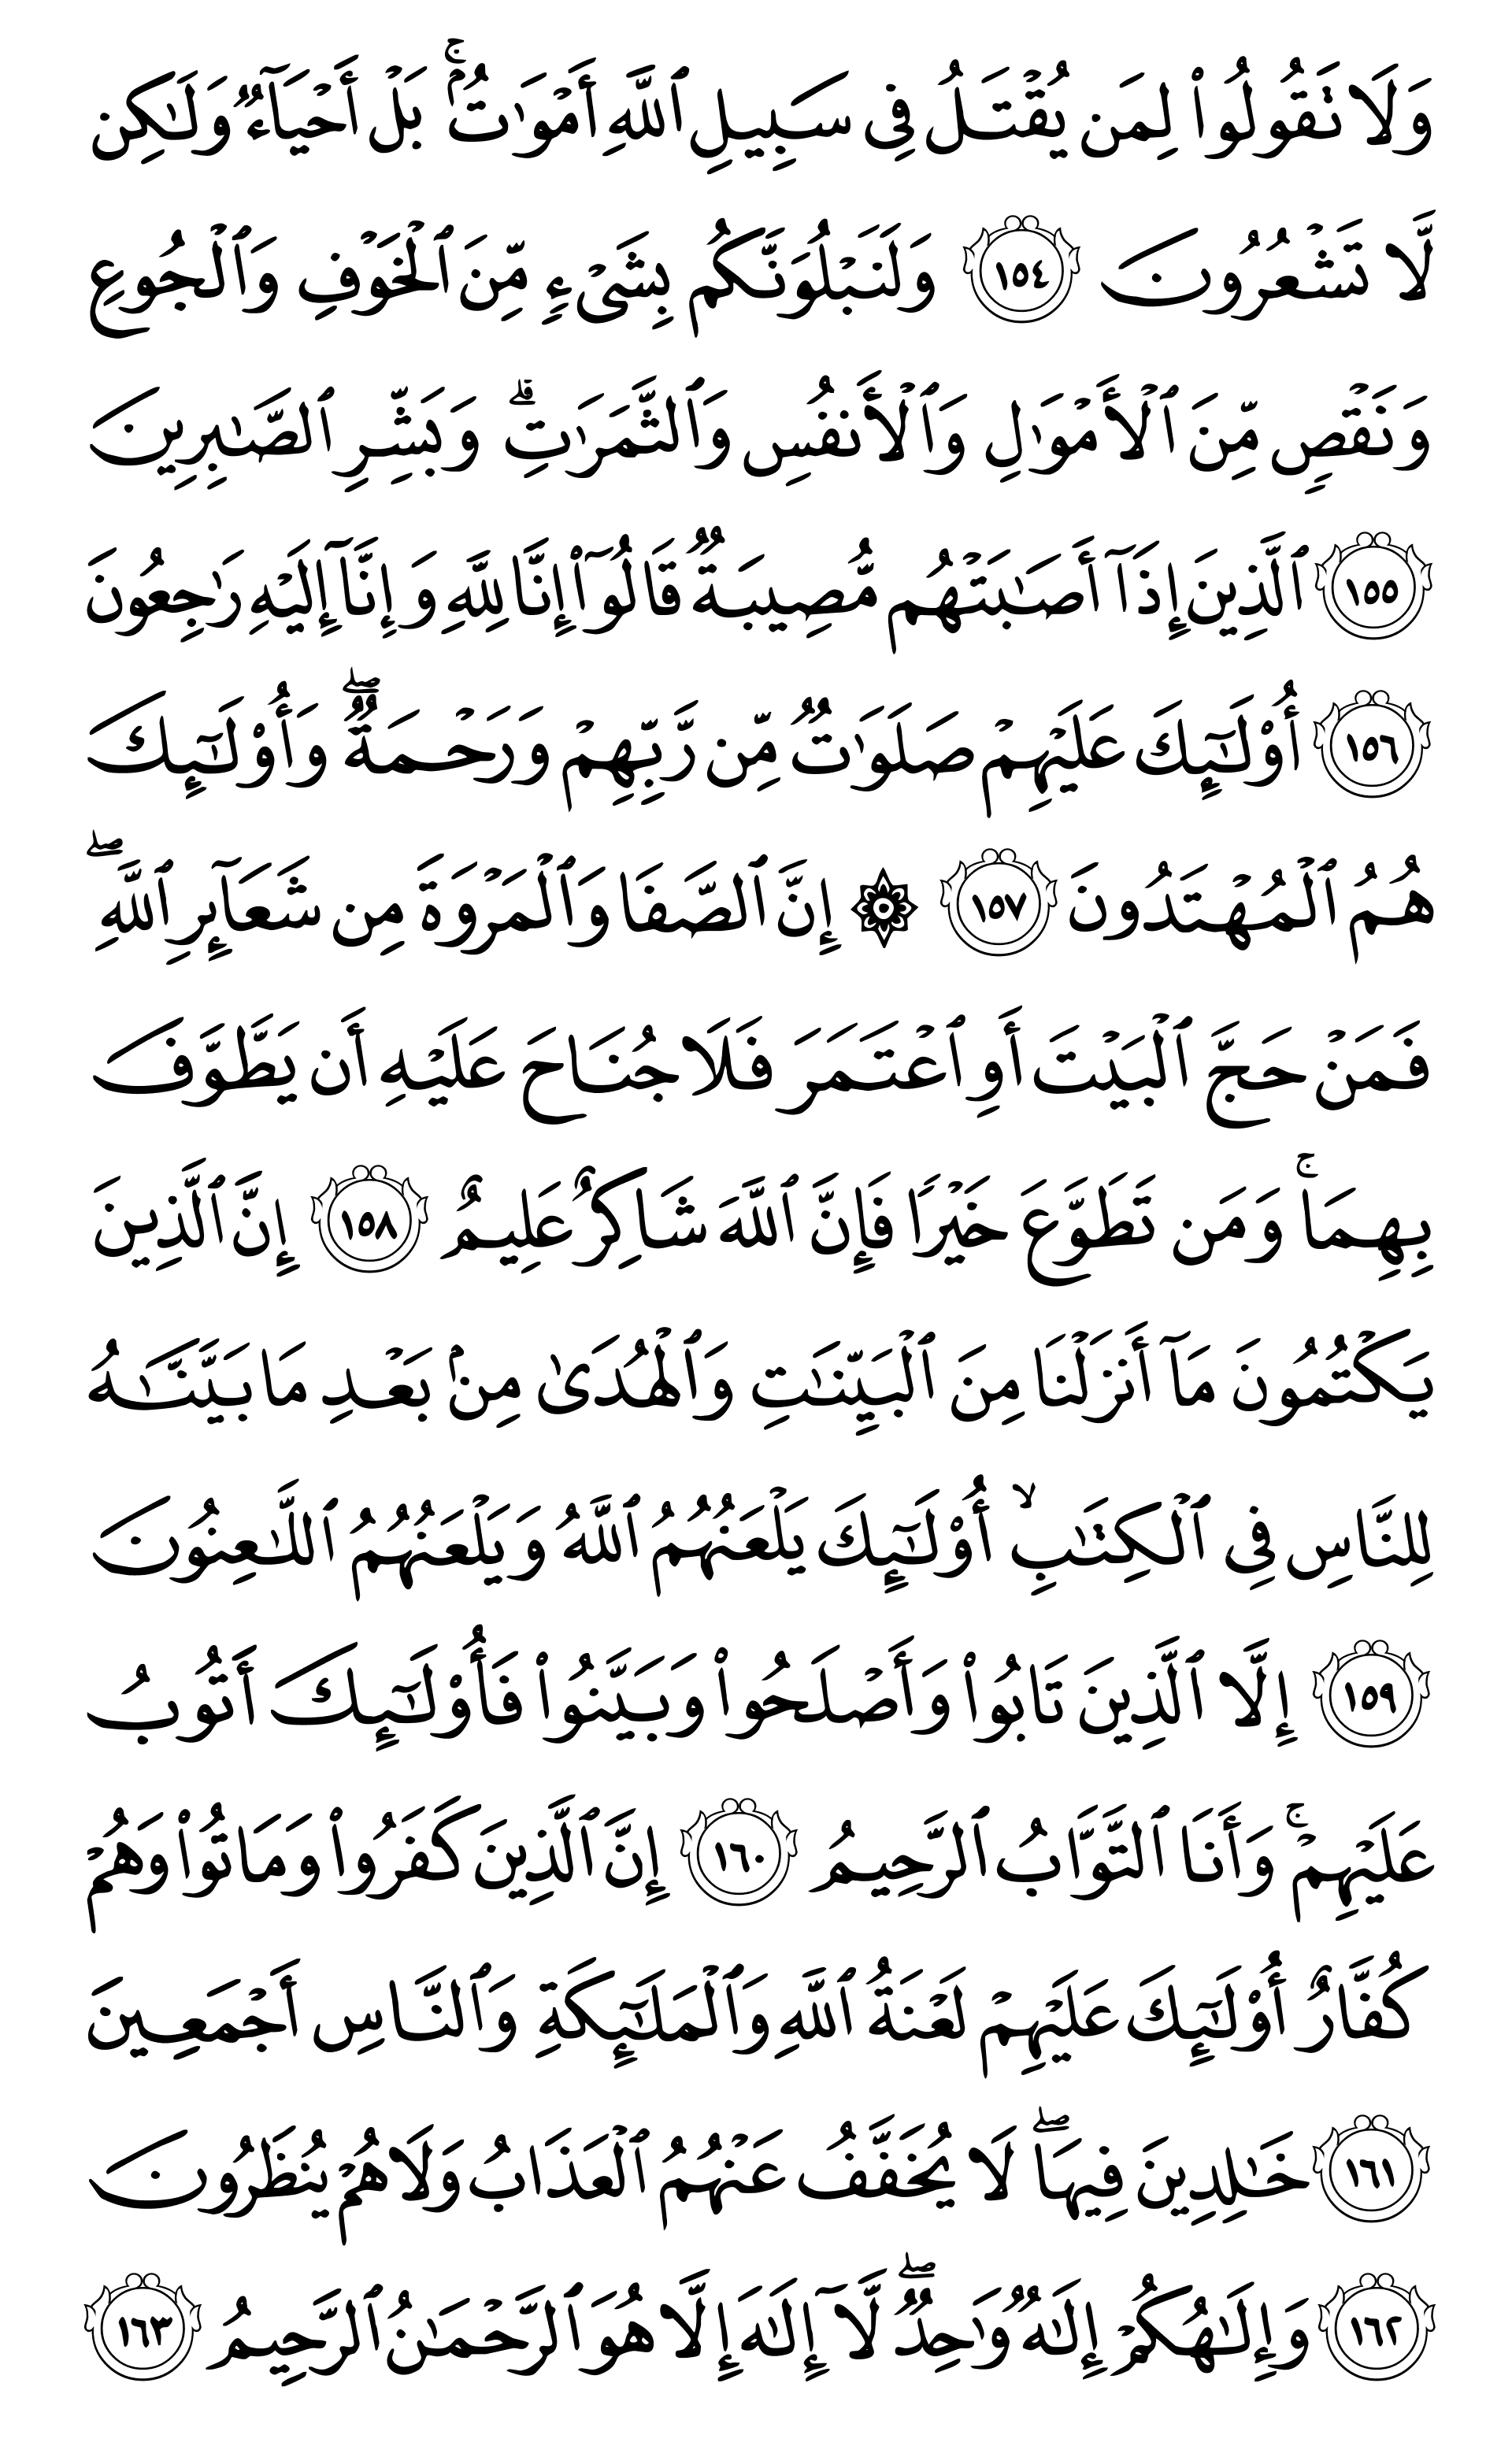 وَلَا تَقُولُوا۟ لِمَن يُقْتَلُ فِى سَبِيلِ ٱللَّهِ أَمْوَٰتٌۢ ۚ بَلْ أَحْيَآءٌ وَلَـٰكِن
لَّا تَشْعُرُونَ ١٥٤ وَلَنَبْلُوَنَّكُم بِشَىْءٍ مِّنَ ٱلْخَوْفِ وَٱلْجُوعِ
وَنَقْصٍ مِّنَ ٱلْأَمْوَٰلِ وَٱلْأَنفُسِ وَٱلثَّمَرَٰتِ ۗ وَبَشِّرِ ٱلصَّـٰبِرِينَ
١٥٥ ٱلَّذِينَ إِذَآ أَصَـٰبَتْهُم مُّصِيبَةٌ قَالُوٓا۟ إِنَّا لِلَّهِ وَإِنَّآ إِلَيْهِ رَٰجِعُونَ
١٥٦ أُو۟لَـٰٓئِكَ عَلَيْهِمْ صَلَوَٰتٌ مِّن رَّبِّهِمْ وَرَحْمَةٌ ۖ وَأُو۟لَـٰٓئِكَ
هُمُ ٱلْمُهْتَدُونَ ١٥٧ ۞ إِنَّ ٱلصَّفَا وَٱلْمَرْوَةَ مِن شَعَآئِرِ ٱللَّهِ ۖ
فَمَنْ حَجَّ ٱلْبَيْتَ أَوِ ٱعْتَمَرَ فَلَا جُنَاحَ عَلَيْهِ أَن يَطَّوَّفَ
بِهِمَا ۚ وَمَن تَطَوَّعَ خَيْرًا فَإِنَّ ٱللَّهَ شَاكِرٌ عَلِيمٌ ١٥٨ إِنَّ ٱلَّذِينَ
يَكْتُمُونَ مَآ أَنزَلْنَا مِنَ ٱلْبَيِّنَـٰتِ وَٱلْهُدَىٰ مِنۢ بَعْدِ مَا بَيَّنَّـٰهُ
لِلنَّاسِ فِى ٱلْكِتَـٰبِ ۙ أُو۟لَـٰٓئِكَ يَلْعَنُهُمُ ٱللَّهُ وَيَلْعَنُهُمُ ٱللَّـٰعِنُونَ
١٥٩ إِلَّا ٱلَّذِينَ تَابُوا۟ وَأَصْلَحُوا۟ وَبَيَّنُوا۟ فَأُو۟لَـٰٓئِكَ أَتُوبُ
عَلَيْهِمْ ۚ وَأَنَا ٱلتَّوَّابُ ٱلرَّحِيمُ ١٦٠ إِنَّ ٱلَّذِينَ كَفَرُوا۟ وَمَاتُوا۟ وَهُمْ
كُفَّارٌ أُو۟لَـٰٓئِكَ عَلَيْهِمْ لَعْنَةُ ٱللَّهِ وَٱلْمَلَـٰٓئِكَةِ وَٱلنَّاسِ أَجْمَعِينَ
١٦١ خَـٰلِدِينَ فِيهَا ۖ لَا يُخَفَّفُ عَنْهُمُ ٱلْعَذَابُ وَلَا هُمْ يُنظَرُونَ
١٦٢ وَإِلَـٰهُكُمْ إِلَـٰهٌ وَٰحِدٌ ۖ لَّآ إِلَـٰهَ إِلَّا هُوَ ٱلرَّحْمَـٰنُ ٱلرَّحِيمُ ١٦٣